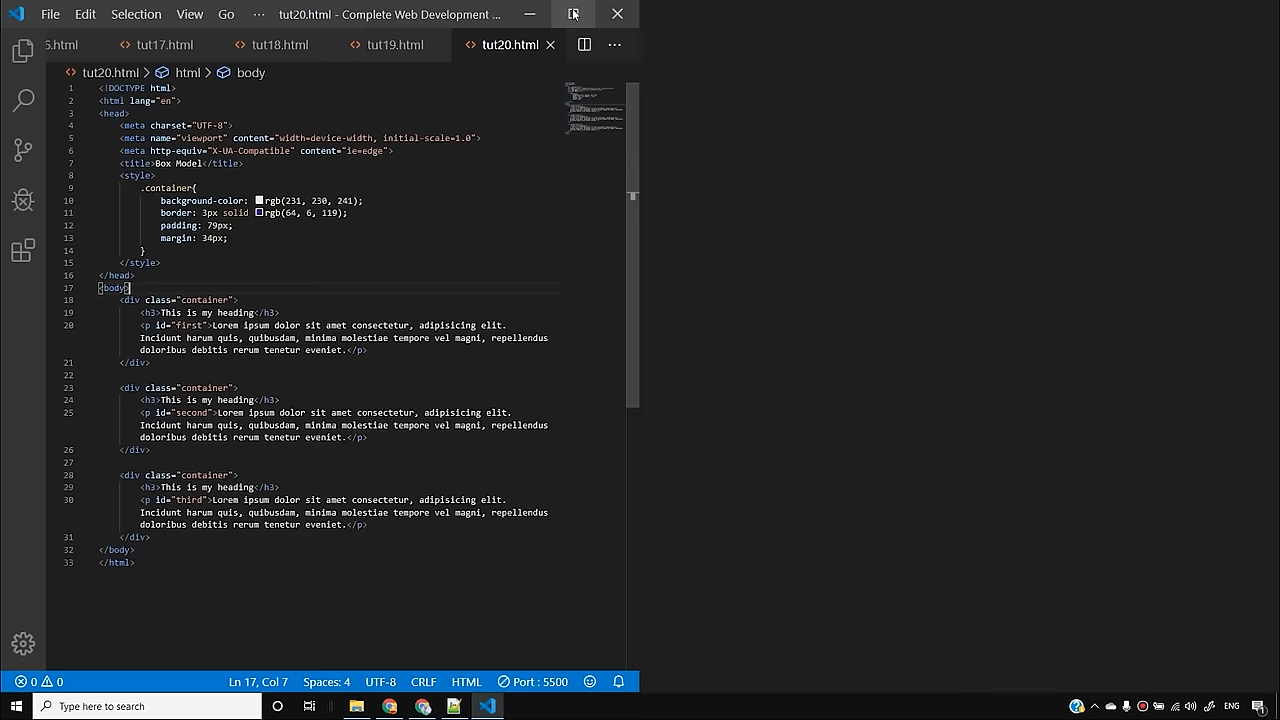 File Edit Selection View Go ··· tut20.html - Complete Web Development ...
6.html tut17.html tut18.html tut19.html tut20.html ···
tut20.html > html > body
1 <!DOCTYPE html>
2 <html lang="en">
3 <head>
4 <meta charset="UTF-8">
5 <meta name="viewport" content="width=device-width, initial-scale=1.0">
6 <meta http-equiv="X-UA-Compatible" content="ie=edge">
7 <title>Box Model</title>
8 <style>
9 .container{
10 background-color: rgb(231, 230, 241);
11 border: 3px solid rgb(64, 6, 119);
12 padding: 79px;
13 margin: 34px;
14 }
15 </style>
16 </head>
17 <body>
18 <div class="container">
19 <h3>This is my heading</h3>
20 <p id="first">Lorem ipsum dolor sit amet consectetur, adipisicing elit.
Incidunt harum quis, quibusdam, minima molestiae tempore vel magni, repellendus
doloribus debitis rerum tenetur eveniet.</p>
21 </div>
22
23 <div class="container">
24 <h3>This is my heading</h3>
25 <p id="second">Lorem ipsum dolor sit amet consectetur, adipisicing elit.
Incidunt harum quis, quibusdam, minima molestiae tempore vel magni, repellendus
doloribus debitis rerum tenetur eveniet.</p>
26 </div>
27
28 <div class="container">
29 <h3>This is my heading</h3>
30 <p id="third">Lorem ipsum dolor sit amet consectetur, adipisicing elit.
Incidunt harum quis, quibusdam, minima molestiae tempore vel magni, repellendus
doloribus debitis rerum tenetur eveniet.</p>
31 </div>
32 </body>
33 </html>
0 0 Ln 17, Col 7 Spaces: 4 UTF-8 CRLF HTML Port : 5500
Type here to search ENG